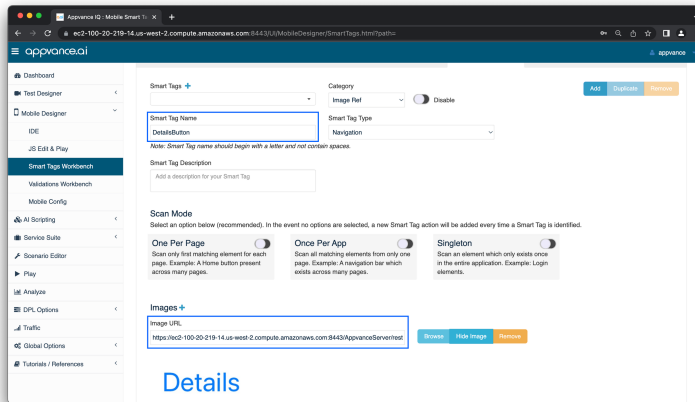 Appvance IQ : Mobile Smart Ta
ec2-100-20-219-14.us-west-2.compute.amazonaws.com:8443/UI/MobileDesigner/SmartTags.html?path=
appvance.ai
appvance
Dashboard
Test Designer
Mobile Designer
IDE
JS Edit & Play
Smart Tags Workbench
Validations Workbench
Mobile Config
AI Scripting
Service Suite
Scenario Editor
Play
Analyze
DPL Options
Traffic
Global Options
Tutorials / References
Smart Tags +
Category
Image Ref
Disable
Add Duplicate Remove
Smart Tag Name
DetailsButton
Smart Tag Type
Navigation
Note: Smart Tag name should begin with a letter and not contain spaces.
Smart Tag Description
Add a description for your Smart Tag
Scan Mode
Select an option below (recommended). In the event no options are selected, a new Smart Tag action will be added every time a Smart Tag is identified.
One Per Page
Scan only first matching element for each
page. Example: A Home button present
across many pages.
Once Per App
Scan all matching elements from only one
page. Example: A navigation bar which
exists across many pages.
Singleton
Scan an element which only exists once
in the entire application. Example: Login
elements.
Images +
Image URL
https://ec2-100-20-219-14.us-west-2.compute.amazonaws.com:8443/AppvanceServer/rest
Browse Hide Image Remove
Details